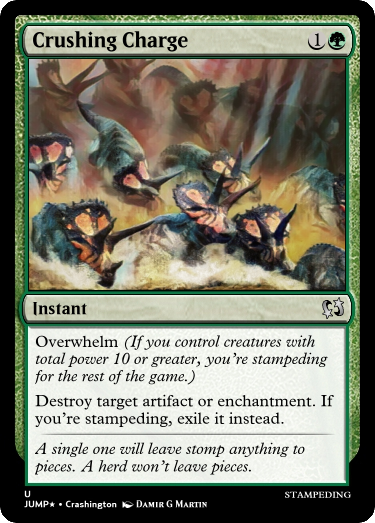 Crushing Charge 1
Instant
Overwhelm (If you control creatures with
total power 10 or greater, you're stampeding
for the rest of the game.)
Destroy target artifact or enchantment. If
you're stampeding, exile it instead.
A single one will leave stomp anything to
pieces. A herd won't leave pieces.
U
JUMP★ • Crashington DAMIR G MARTIN
STAMPEDING